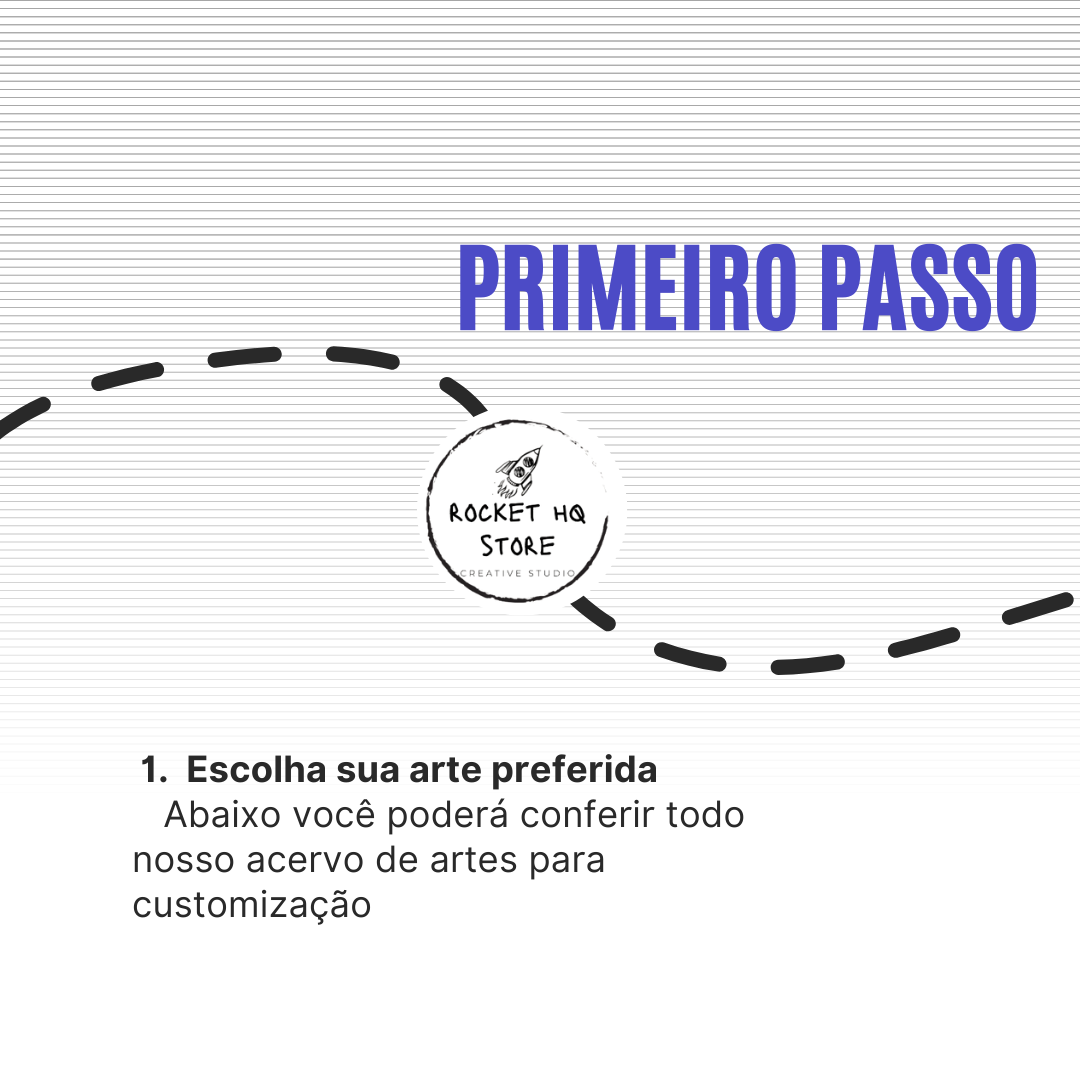 PRIMEIRO PASSO
ROCKET HQ
STORE
CREATIVE STUDIO
1. Escolha sua arte preferida
Abaixo você poderá conferir todo
nosso acervo de artes para
customização